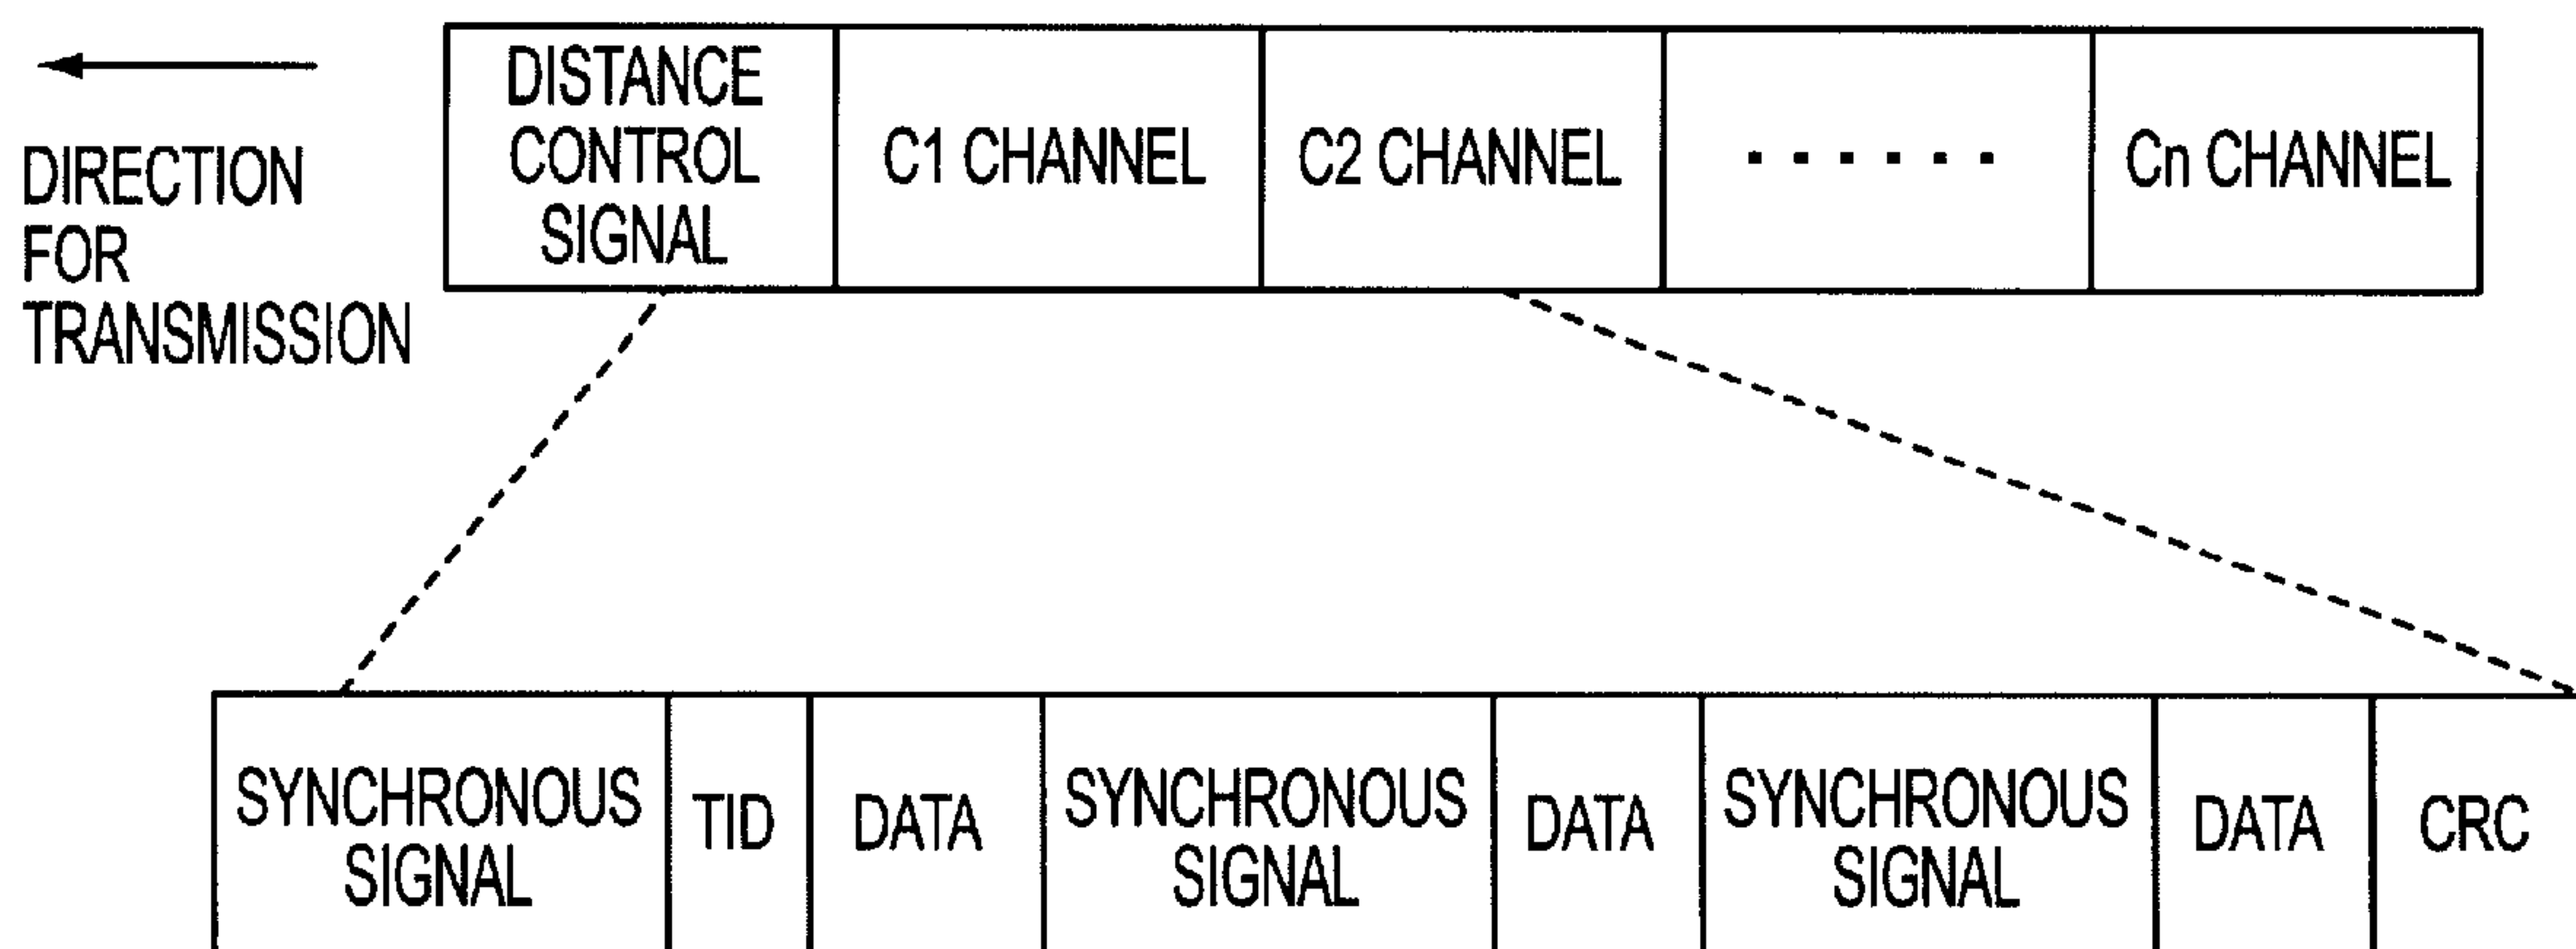 DIRECTION
FOR
TRANSMISSION
DISTANCE
CONTROL
SIGNAL
C1 CHANNEL
C2 CHANNEL
······
Cn CHANNEL
SYNCHRONOUS
SIGNAL
TID
DATA
SYNCHRONOUS
SIGNAL
DATA
SYNCHRONOUS
SIGNAL
DATA
CRC